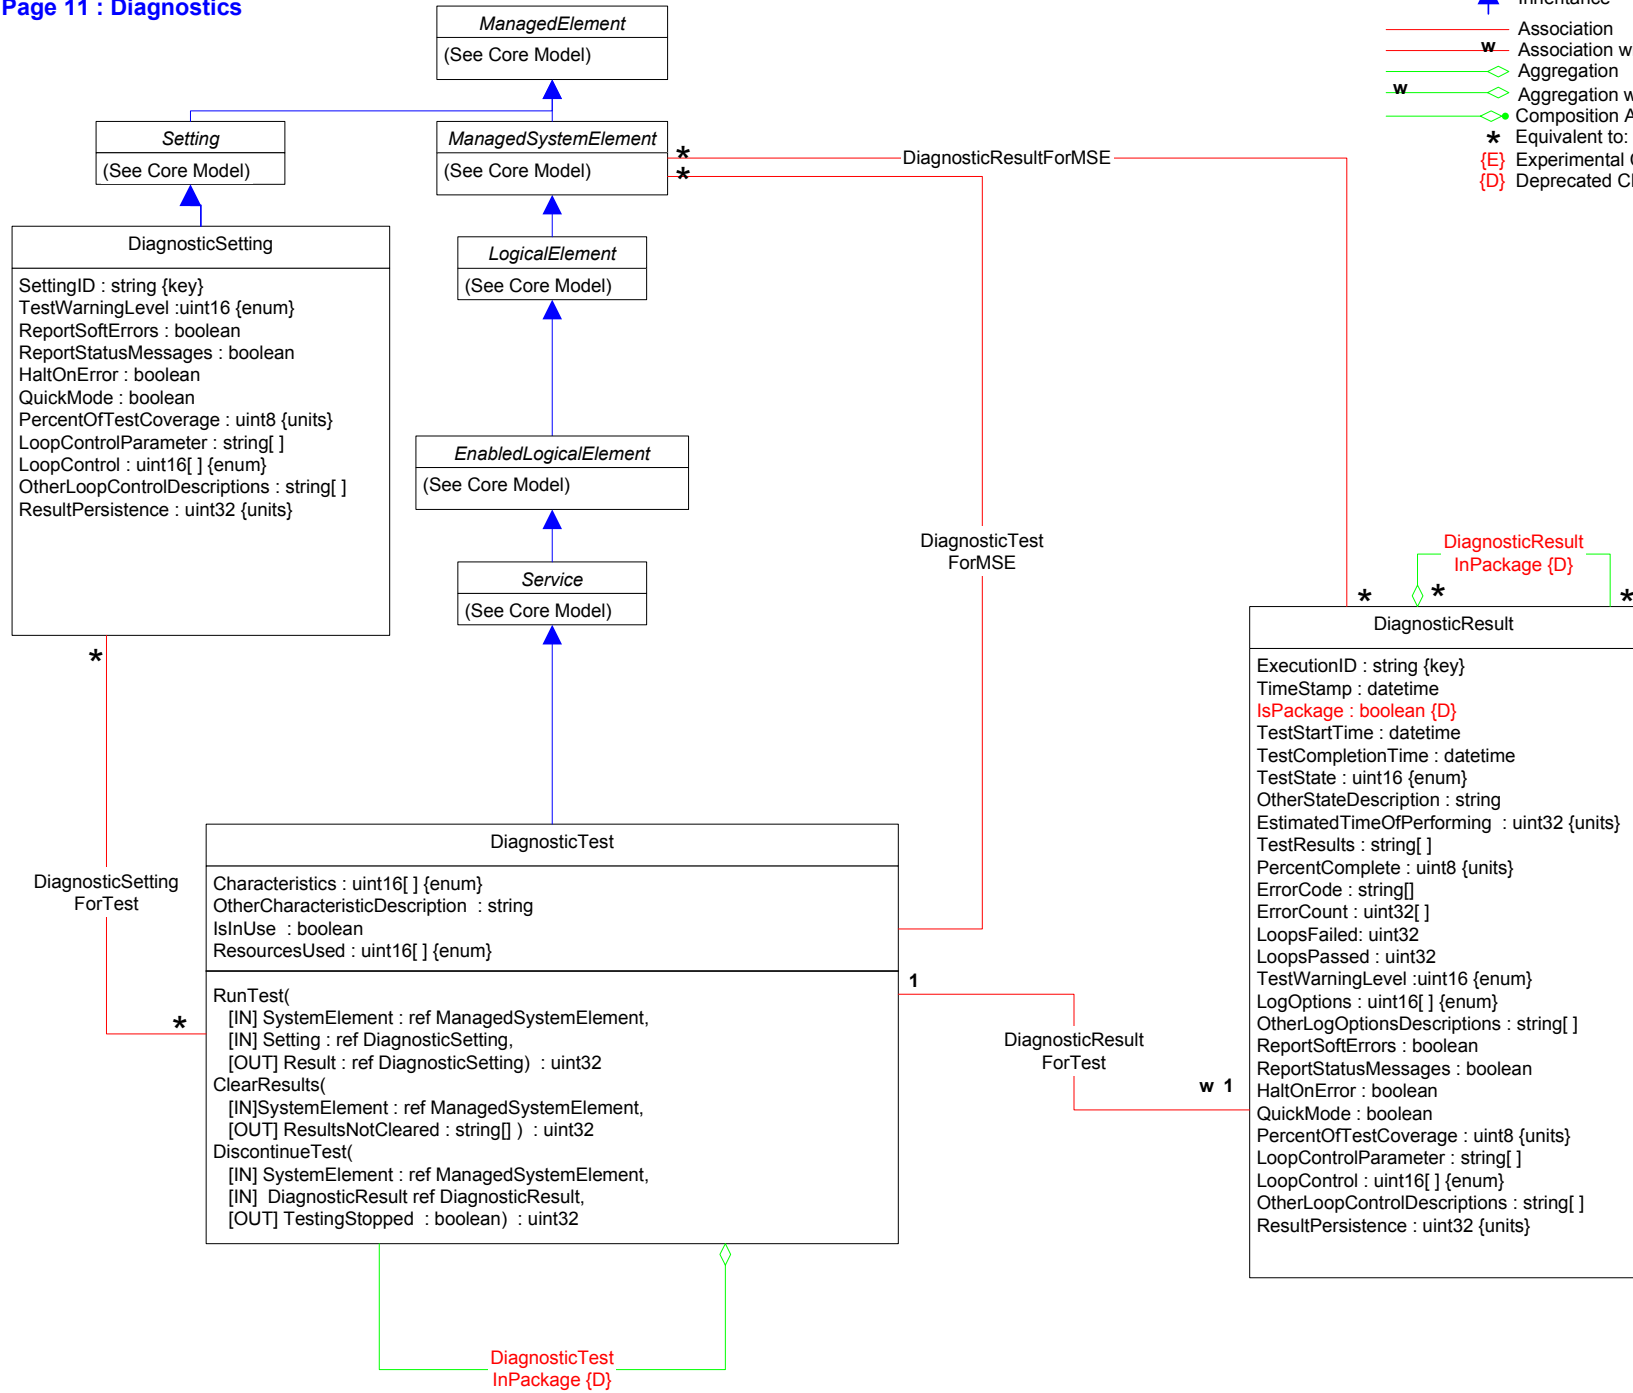 Page 11 : Diagnostics
Inheritance
Association
w
Association w
Aggregation
w
Aggregation w
Composition A
* Equivalent to:
{E} Experimental
{D} Deprecated
ManagedElement
(See Core Model)
Setting
(See Core Model)
ManagedSystemElement
(See Core Model)
*
*
DiagnosticResultForMSE
DiagnosticSetting
SettingID : string {key}
TestWarningLevel :uint16 {enum}
ReportSoftErrors : boolean
ReportStatusMessages : boolean
HaltOnError : boolean
QuickMode : boolean
PercentOfTestCoverage : uint8 {units}
LoopControlParameter : string[ ]
LoopControl : uint16[ ] {enum}
OtherLoopControlDescriptions : string[ ]
ResultPersistence : uint32 {units}
*
LogicalElement
(See Core Model)
EnabledLogicalElement
(See Core Model)
Service
(See Core Model)
DiagnosticTest
ForMSE
DiagnosticResult
InPackage {D}
*
*
*
DiagnosticResult
ExecutionID : string {key}
TimeStamp : datetime
IsPackage : boolean {D}
TestStartTime : datetime
TestCompletionTime : datetime
TestState : uint16 {enum}
OtherStateDescription : string
EstimatedTimeOfPerforming : uint32 {units}
TestResults : string[ ]
PercentComplete : uint8 {units}
ErrorCode : string[]
ErrorCount : uint32[ ]
LoopsFailed: uint32
LoopsPassed : uint32
TestWarningLevel :uint16 {enum}
LogOptions : uint16[ ] {enum}
OtherLogOptionsDescriptions : string[ ]
ReportSoftErrors : boolean
ReportStatusMessages : boolean
HaltOnError : boolean
QuickMode : boolean
PercentOfTestCoverage : uint8 {units}
LoopControlParameter : string[ ]
LoopControl : uint16[ ] {enum}
OtherLoopControlDescriptions : string[ ]
ResultPersistence : uint32 {units}
DiagnosticSetting
ForTest
*
DiagnosticTest
Characteristics : uint16[ ] {enum}
OtherCharacteristicDescription : string
IsInUse : boolean
ResourcesUsed : uint16[ ] {enum}
RunTest(
[IN] SystemElement : ref ManagedSystemElement,
[IN] Setting : ref DiagnosticSetting,
[OUT] Result : ref DiagnosticSetting) : uint32
ClearResults(
[IN]SystemElement : ref ManagedSystemElement,
[OUT] ResultsNotCleared : string[] ) : uint32
DiscontinueTest(
[IN] SystemElement : ref ManagedSystemElement,
[IN] DiagnosticResult ref DiagnosticResult,
[OUT] TestingStopped : boolean) : uint32
1
DiagnosticResult
ForTest
w 1
DiagnosticTest
InPackage {D}